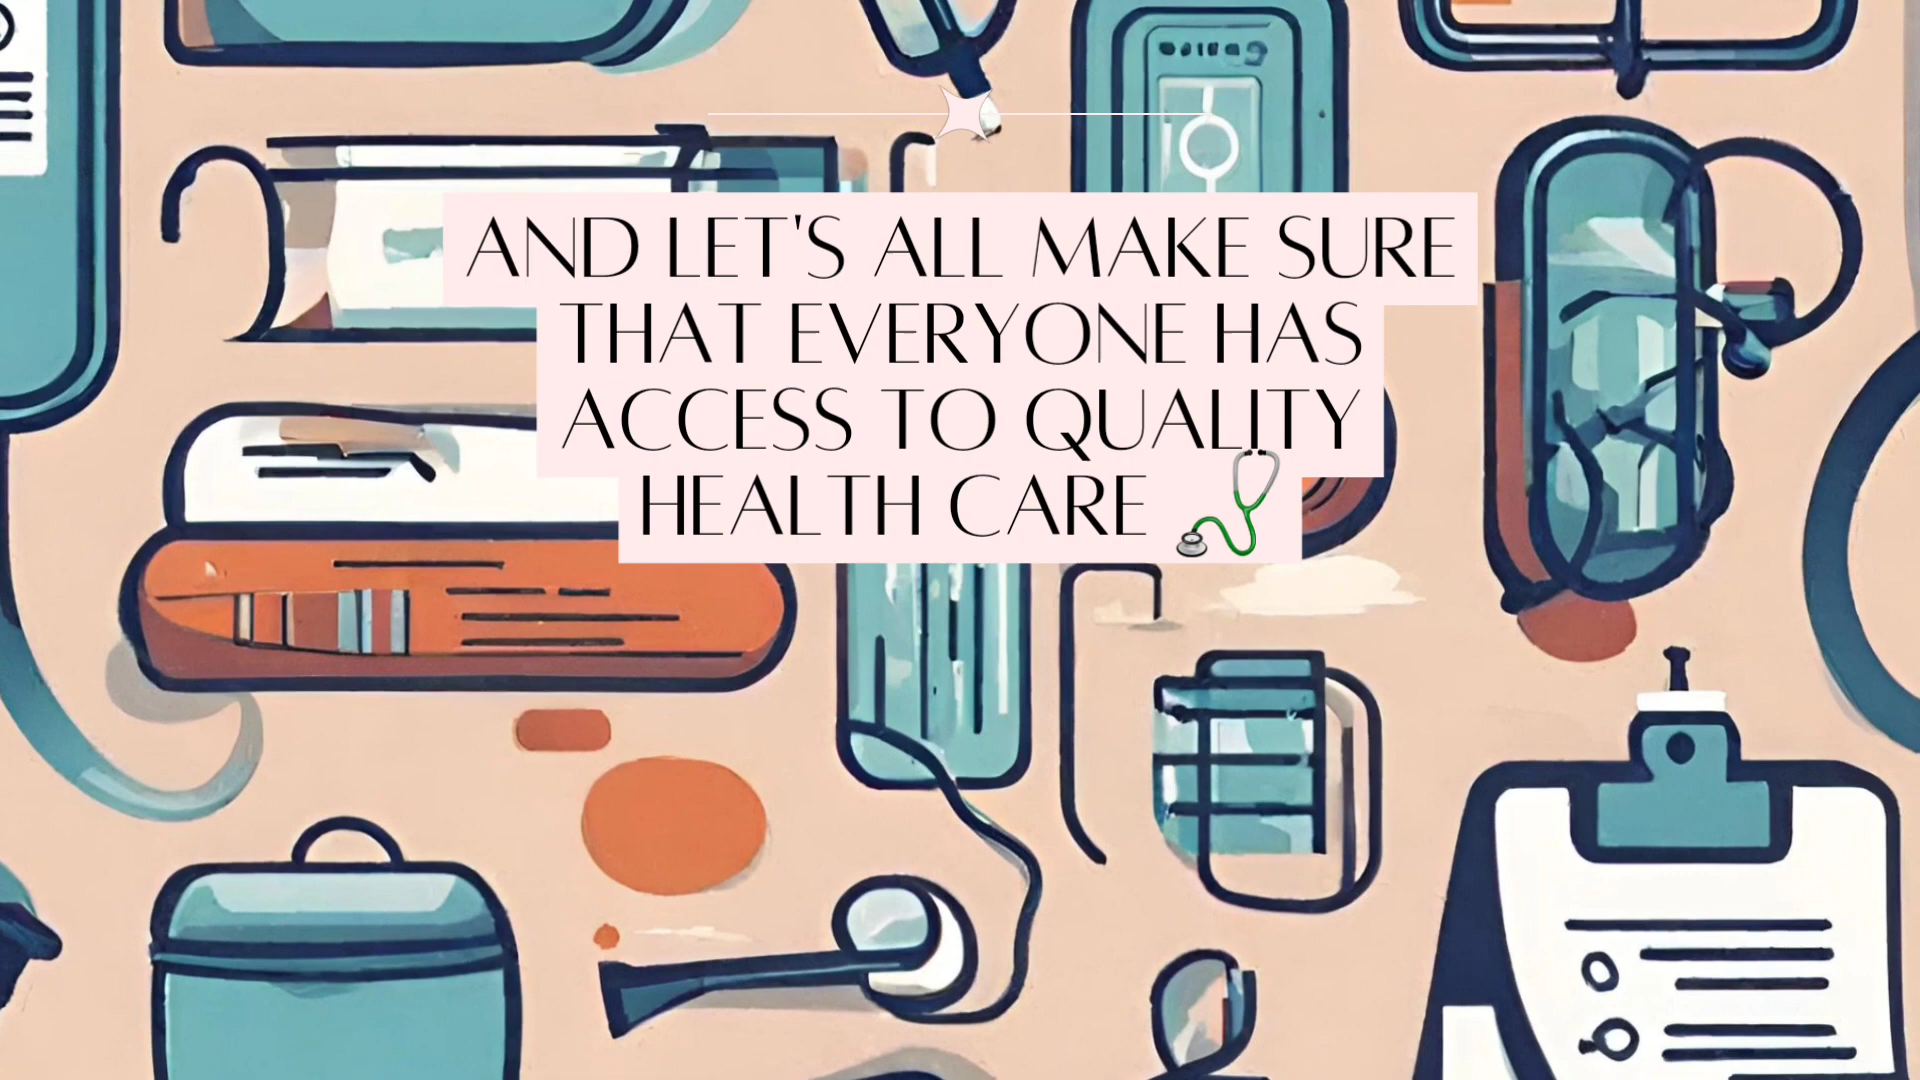 AND LET'S ALL MAKE SURE
THAT EVERYONE HAS
ACCESS TO QUALITY
HEALTH CARE 🩺